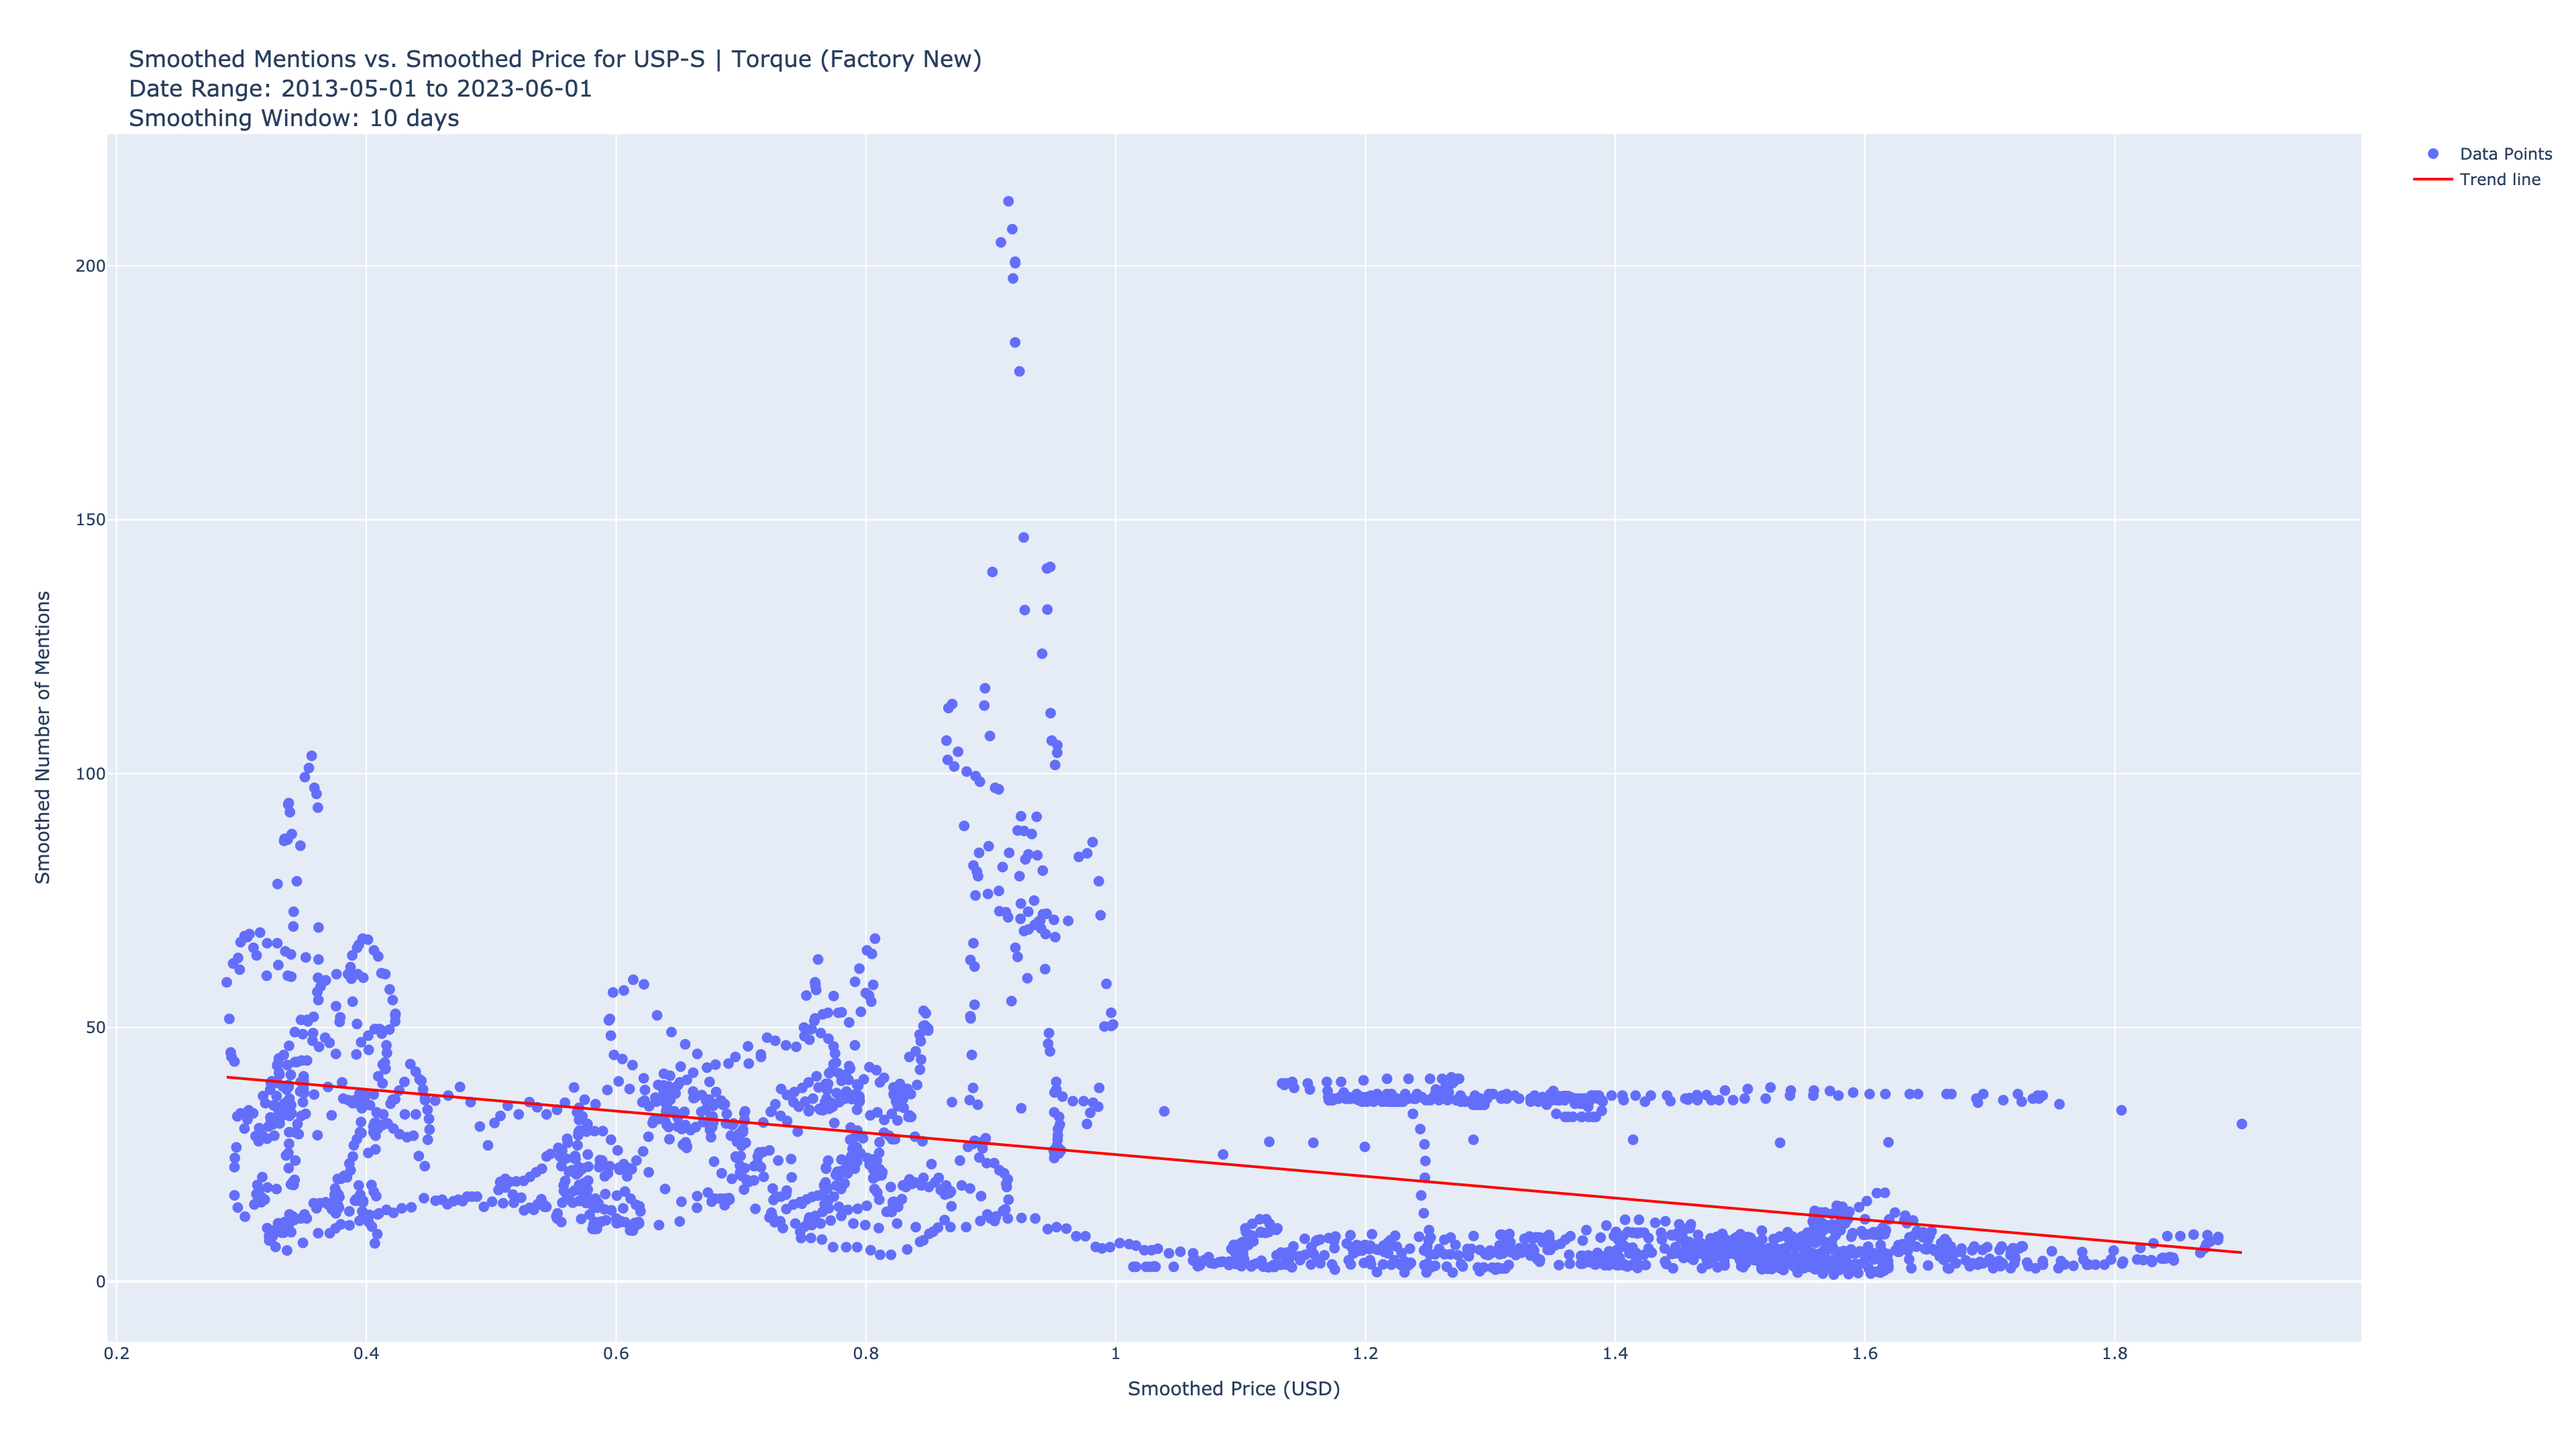 Smoothed Mentions vs. Smoothed Price for USP-S | Torque (Factory New)
Date Range: 2013-05-01 to 2023-06-01
Smoothing Window: 10 days
Data Points
Trend line
Smoothed Number of Mentions
200
150
100
50
0
0.2
0.4
0.6
0.8
1
1.2
1.4
1.6
1.8
Smoothed Price (USD)